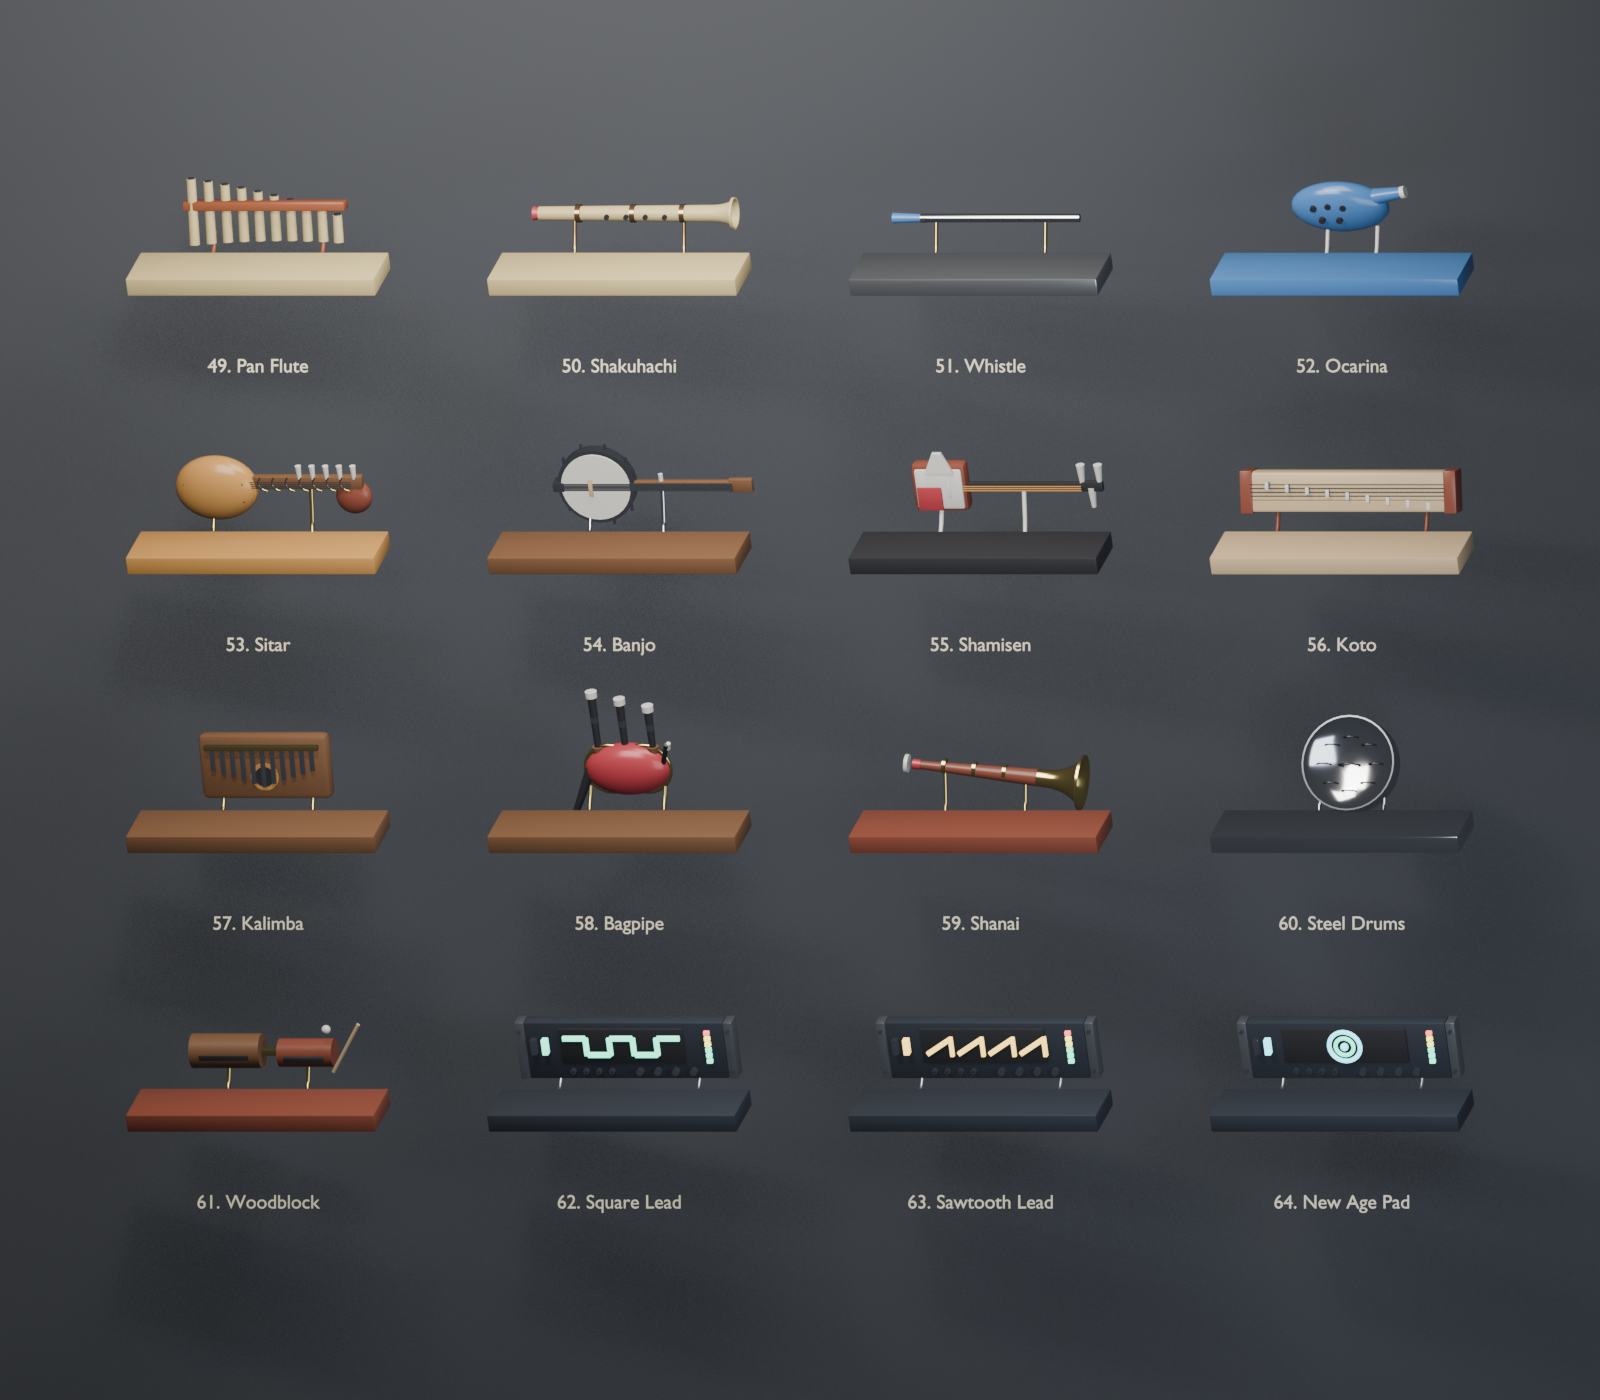 49. Pan Flute
50. Shakuhachi
51. Whistle
52. Ocarina
53. Sitar
54. Banjo
55. Shamisen
56. Koto
57. Kalimba
58. Bagpipe
59. Shanai
60. Steel Drums
61. Woodblock
62. Square Lead
63. Sawtooth Lead
64. New Age Pad